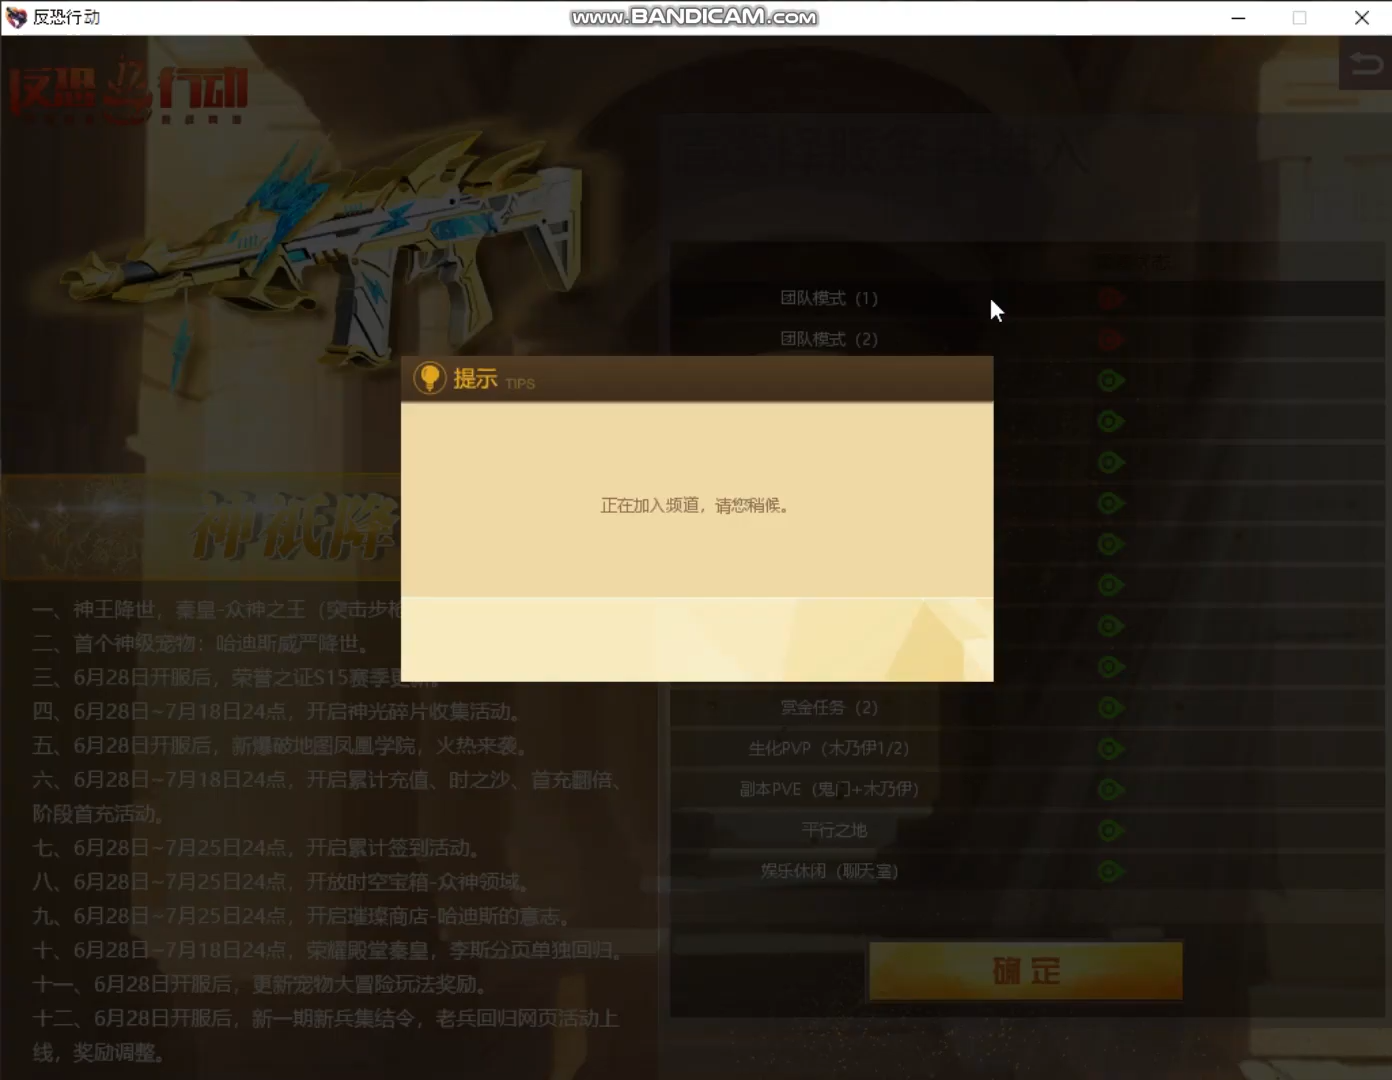 反恐行动
www.BANDICAM.com
反恐行动
团队模式（1）
团队模式（2）
提示 TIPS
正在加入频道，请您稍候。
神祇降
一、神王降世，秦皇-众神之王（突击步枪
二、首个神级宠物：哈迪斯威严降世。
三、6月28日开服后，荣誉之证S15赛季更新。
四、6月28日~7月18日24点，开启神光碎片收集活动。
五、6月28日开服后，新爆破地图凤凰学院，火热来袭。
六、6月28日~7月18日24点，开启累计充值、时之沙、首充翻倍、
阶段首充活动。
七、6月28日~7月25日24点，开启累计签到活动。
八、6月28日~7月25日24点，开放时空宝箱-众神领域。
九、6月28日~7月25日24点，开启璀璨商店-哈迪斯的意志。
十、6月28日~7月18日24点，荣耀殿堂秦皇，李斯分页单独回归。
十一、6月28日开服后，更新宠物大冒险玩法奖励。
十二、6月28日开服后，新一期新兵集结令，老兵回归网页活动上
线，奖励调整。
赏金任务（2）
生化PVP（木乃伊1/2）
副本PVE（鬼门+木乃伊）
平行之地
娱乐休闲（聊天室）
确定